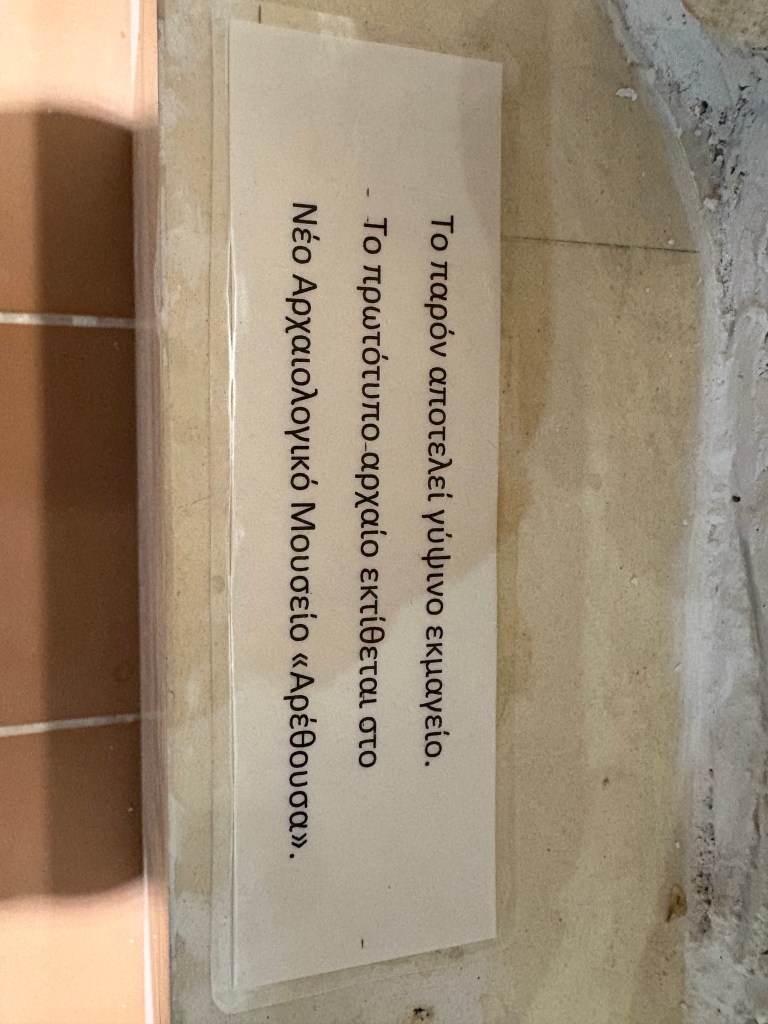 Το παρόν αποτελεί γύψινο εκμαγείο.
Το πρωτότυπο-αρχαίο εκτίθεται στο
Νέο Αρχαιολογικό Μουσείο «Αρέθουσα».